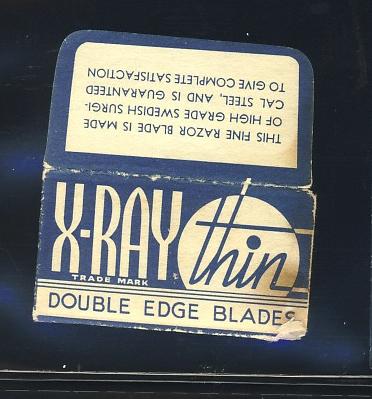 THIS FINE RAZOR BLADE IS MADE
OF HIGH GRADE SWEDISH SURGI-
CAL STEEL, AND IS GUARANTEED
TO GIVE COMPLETE SATISFACTION
X-RAY thin
TRADE MARK
DOUBLE EDGE BLADES